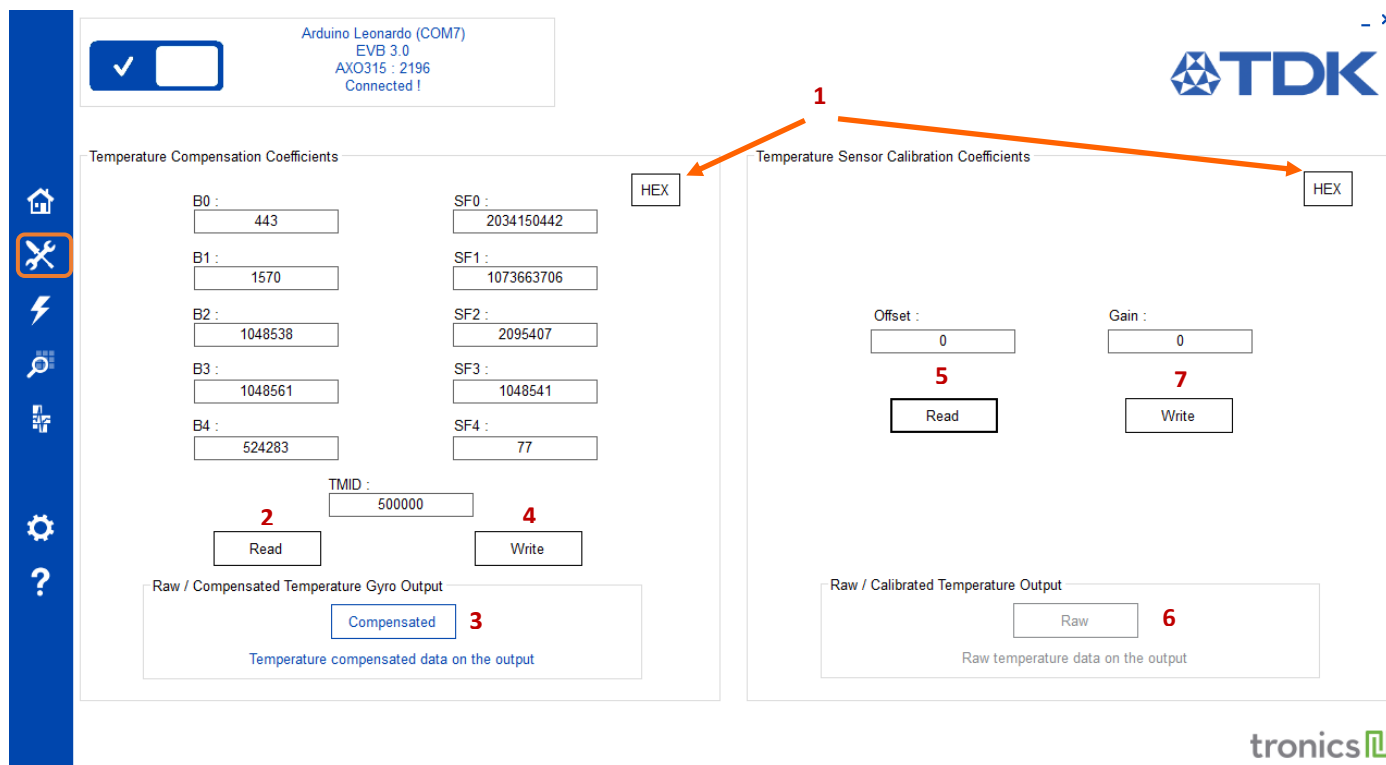 Arduino Leonardo (COM7)
EVB 3.0
AXO315 : 2196
Connected !
TDK
1
Temperature Compensation Coefficients
HEX
B0 :
443
SF0 :
2034150442
B1 :
1570
SF1 :
1073663706
B2 :
1048538
SF2 :
2095407
B3 :
1048561
SF3 :
1048541
B4 :
524283
SF4 :
77
TMID :
500000
2
Read
4
Write
Raw / Compensated Temperature Gyro Output
Compensated
3
Temperature compensated data on the output
Temperature Sensor Calibration Coefficients
HEX
Offset :
0
Gain :
0
5
Read
7
Write
Raw / Calibrated Temperature Output
Raw
6
Raw temperature data on the output
tronics